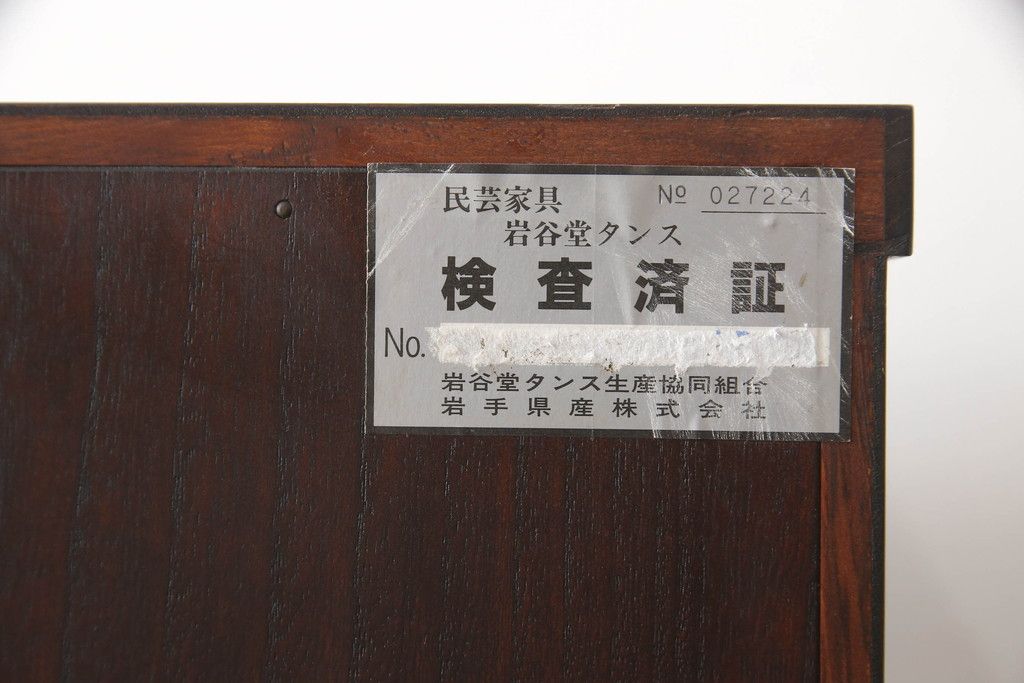 民芸家具 № 027224
岩谷堂タンス
検査済証
No.
岩谷堂タンス生産協同組合
岩手県産株式会社